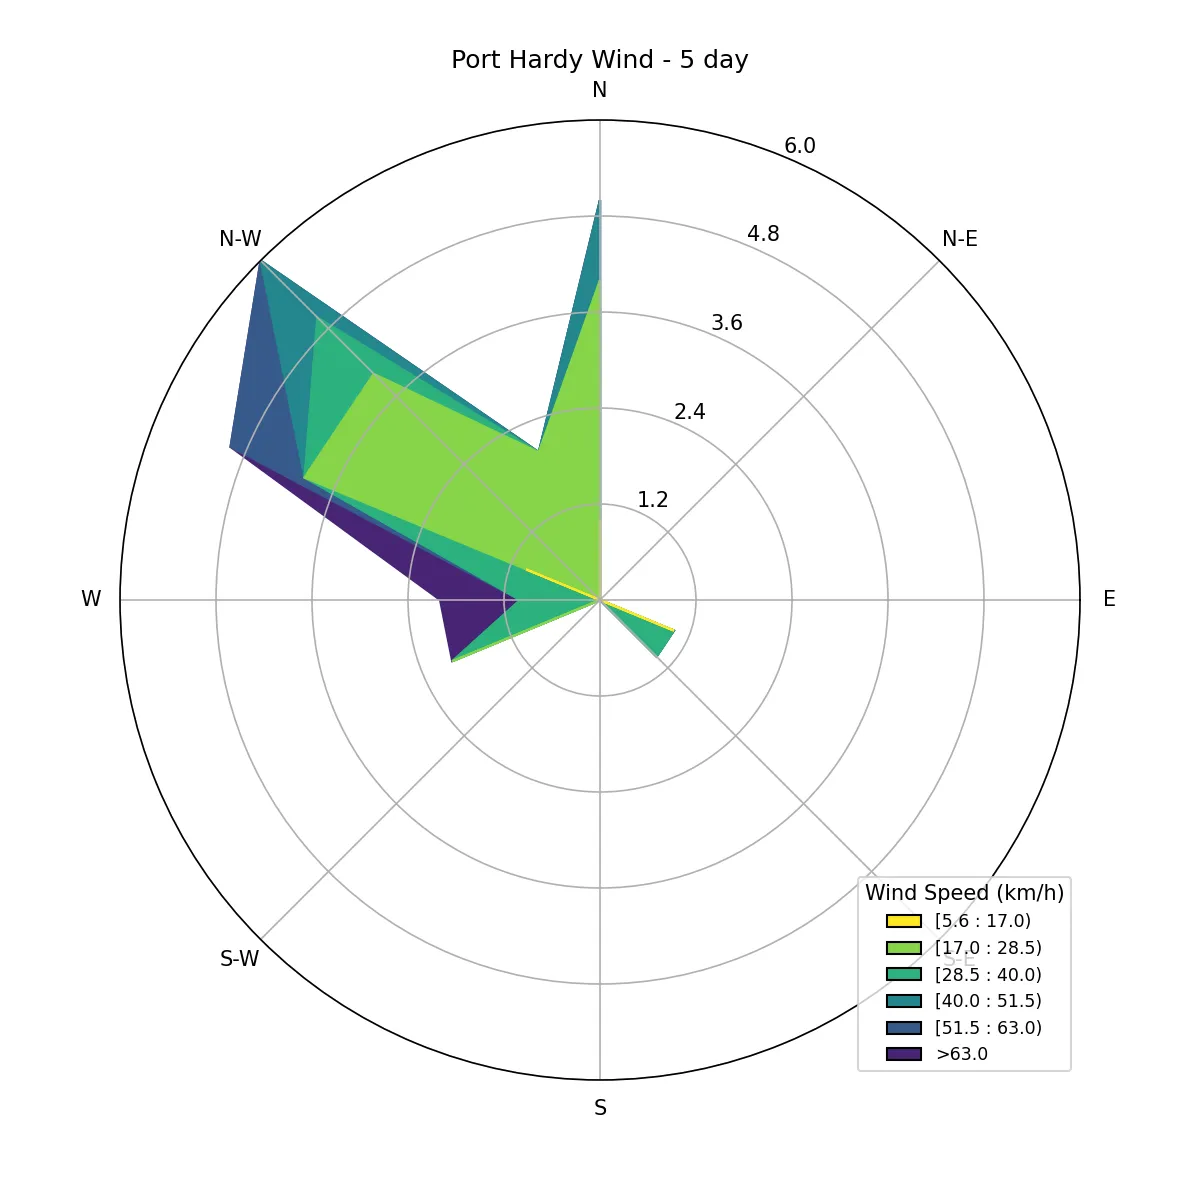 Port Hardy Wind - 5 day
N
6.0
N-W
N-E
4.8
3.6
2.4
1.2
W
E
S-W
S-E
Wind Speed (km/h)
[5.6 : 17.0)
[17.0 : 28.5)
[28.5 : 40.0)
[40.0 : 51.5)
[51.5 : 63.0)
>63.0
S